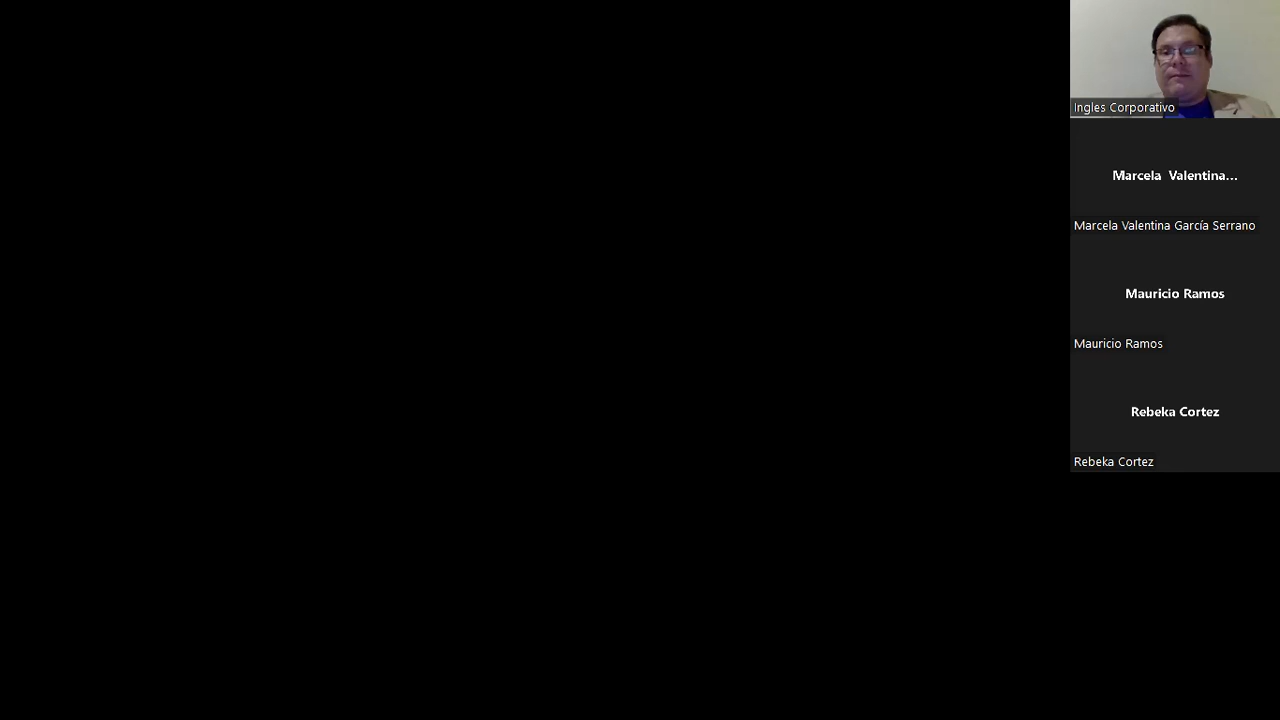 Ingles Corporativo
Marcela  Valentina...
Marcela Valentina García Serrano
Mauricio Ramos
Mauricio Ramos
Rebeka Cortez
Rebeka Cortez